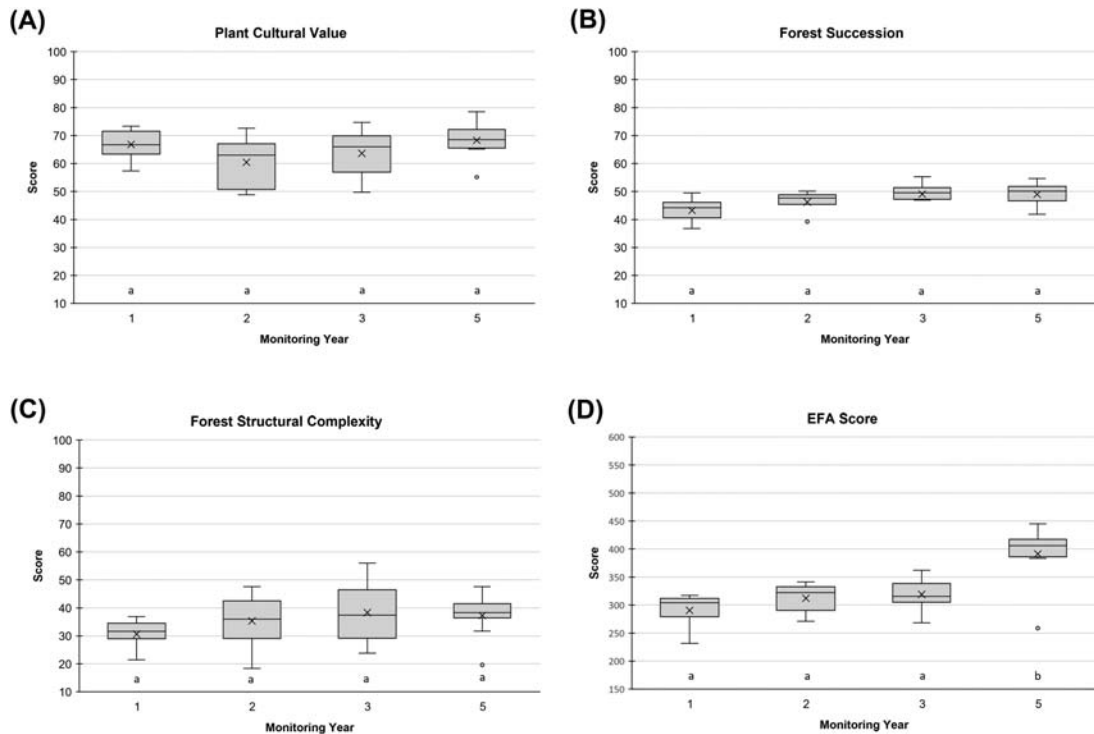 (A)
Plant Cultural Value
100
90
80
70
60
50
40
30
20
10
Score
a a a a
1 2 3 5
Monitoring Year
(B)
Forest Succession
100
90
80
70
60
50
40
30
20
10
Score
a a a a
1 2 3 5
Monitoring Year
(C)
Forest Structural Complexity
100
90
80
70
60
50
40
30
20
10
Score
a a a a
1 2 3 5
Monitoring Year
(D)
EFA Score
600
550
500
450
400
350
300
250
200
150
Score
a a a b
1 2 3 5
Monitoring Year